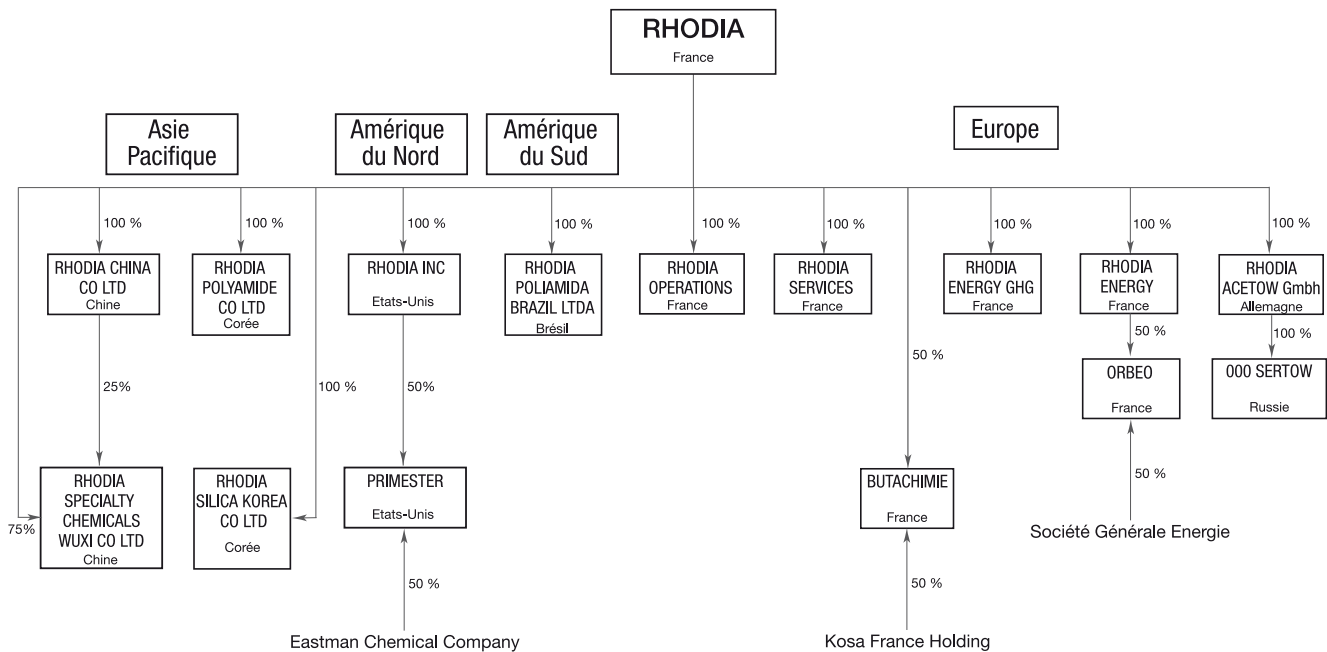 RHODIA
France
Asie
Pacifique
Amérique
du Nord
Amérique
du Sud
Europe
100 %
100 %
100 %
100 %
100 %
100 %
100 %
100 %
100 %
RHODIA CHINA
CO LTD
Chine
RHODIA
POLYAMIDE
CO LTD
Corée
RHODIA INC
Etats-Unis
RHODIA
POLIAMIDA
BRAZIL LTDA
Brésil
RHODIA
OPERATIONS
France
RHODIA
SERVICES
France
RHODIA
ENERGY GHG
France
RHODIA
ENERGY
France
RHODIA
ACETOW Gmbh
Allemagne
25%
100 %
50%
50 %
50 %
100 %
ORBEO
France
OOO SERTOW
Russie
75%
RHODIA
SPECIALTY
CHEMICALS
WUXI CO LTD
Chine
RHODIA
SILICA KOREA
CO LTD
Corée
PRIMESTER
Etats-Unis
BUTACHIMIE
France
50 %
Société Générale Energie
50 %
50 %
Eastman Chemical Company
Kosa France Holding